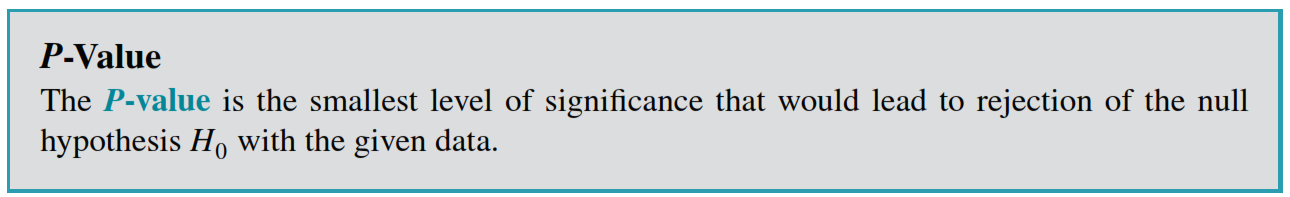 P-Value
The P-value is the smallest level of significance that would lead to rejection of the null
hypothesis H₀ with the given data.